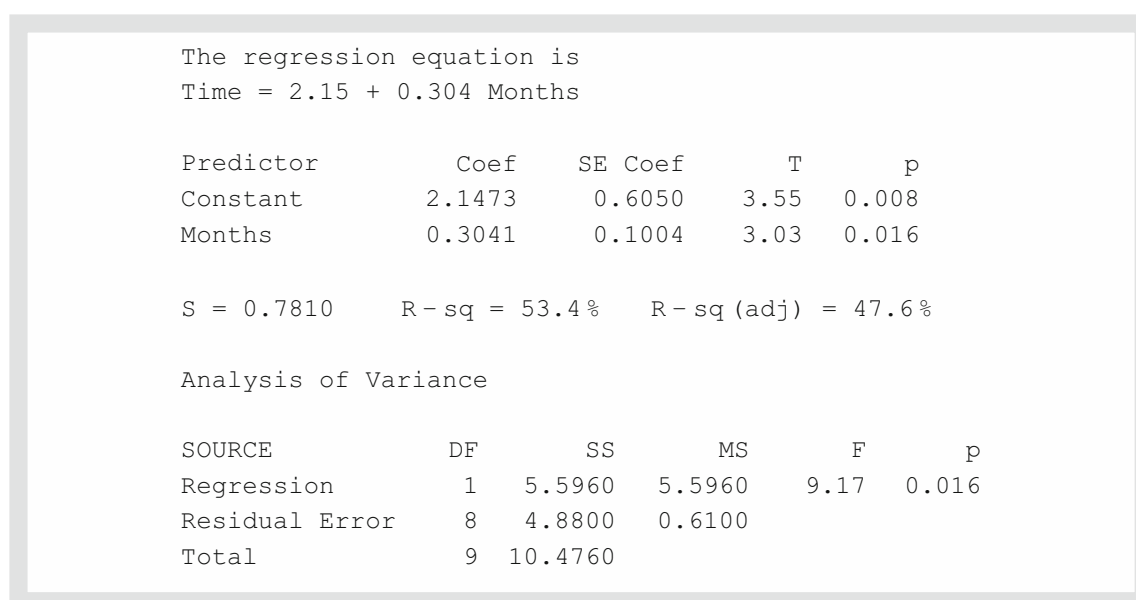 The regression equation is
Time = 2.15 + 0.304 Months
Predictor Coef SE Coef T p
Constant 2.1473 0.6050 3.55 0.008
Months 0.3041 0.1004 3.03 0.016
S = 0.7810 R-sq = 53.4% R-sq(adj) = 47.6%
Analysis of Variance
SOURCE DF SS MS F p
Regression 1 5.5960 5.5960 9.17 0.016
Residual Error 8 4.8800 0.6100
Total 9 10.4760